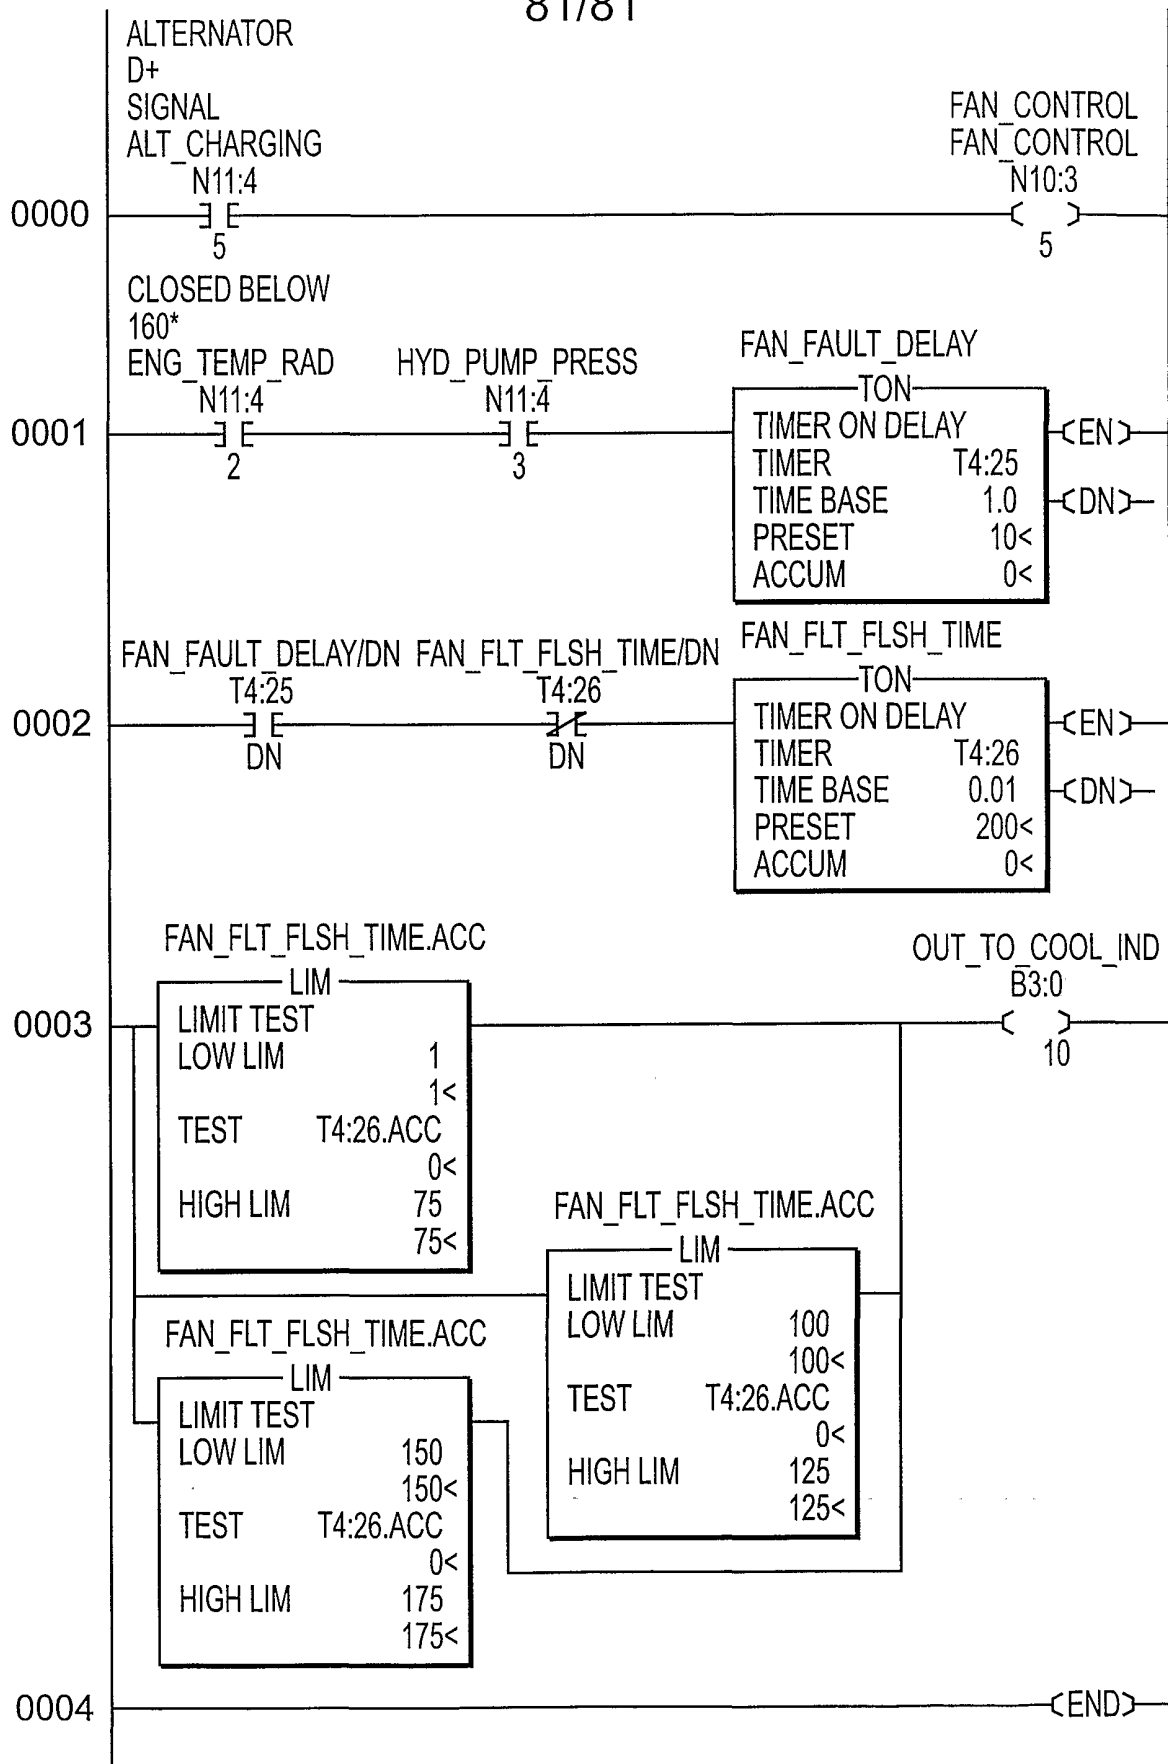 81/81
ALTERNATOR
D+
SIGNAL
ALT_CHARGING
N11:4
5
FAN_CONTROL
FAN_CONTROL
N10:3
5
0000
CLOSED BELOW
160*
ENG_TEMP_RAD
N11:4
2
HYD_PUMP_PRESS
N11:4
3
FAN_FAULT_DELAY
TON
TIMER ON DELAY
TIMER T4:25
TIME BASE 1.0
PRESET 10<
ACCUM 0<
EN
DN
0001
FAN_FAULT_DELAY/DN
T4:25
DN
FAN_FLT_FLSH_TIME/DN
T4:26
DN
FAN_FLT_FLSH_TIME
TON
TIMER ON DELAY
TIMER T4:26
TIME BASE 0.01
PRESET 200<
ACCUM 0<
EN
DN
0002
FAN_FLT_FLSH_TIME.ACC
LIM
LIMIT TEST
LOW LIM 1
1<
TEST T4:26.ACC
0<
HIGH LIM 75
75<
OUT_TO_COOL_IND
B3:0
10
0003
FAN_FLT_FLSH_TIME.ACC
LIM
LIMIT TEST
LOW LIM 100
100<
TEST T4:26.ACC
0<
HIGH LIM 125
125<
FAN_FLT_FLSH_TIME.ACC
LIM
LIMIT TEST
LOW LIM 150
150<
TEST T4:26.ACC
0<
HIGH LIM 175
175<
0004
END